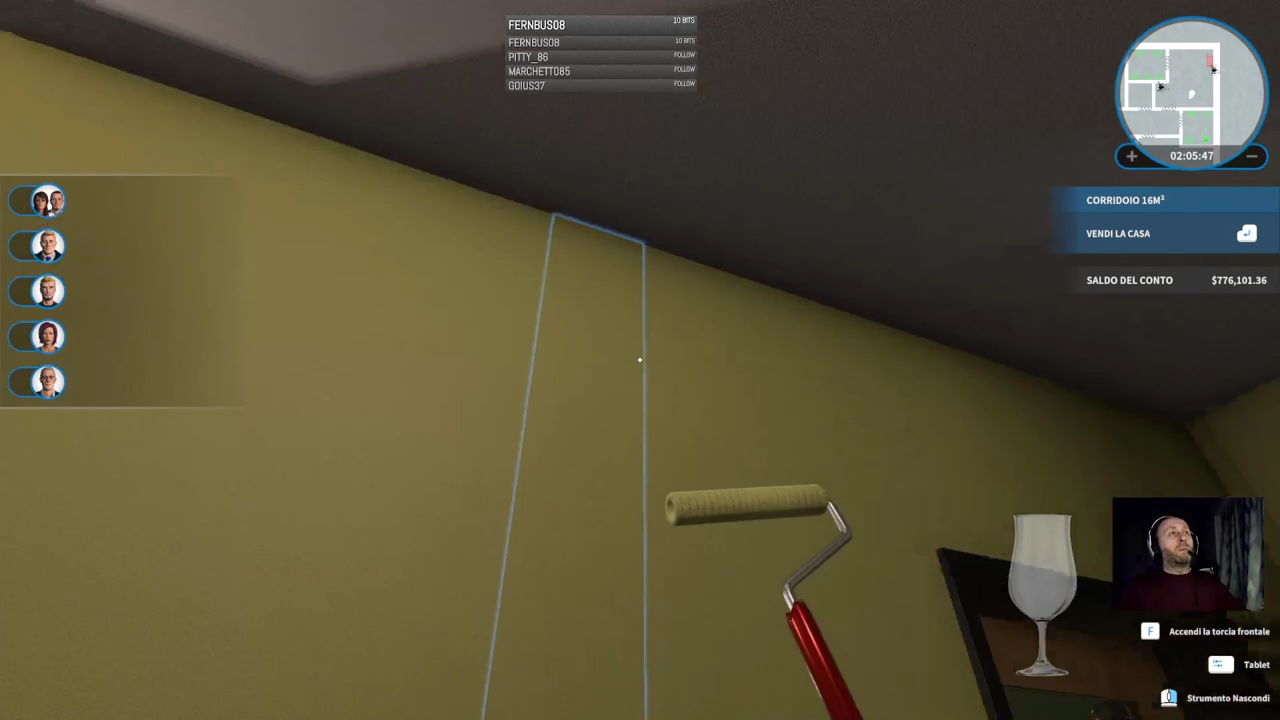 FERNBUS08 10 BITS
FERNBUS08 10 BITS
PITTY_86 FOLLOW
MARCHETTO85 FOLLOW
GOIUS37 FOLLOW
+ 02:05:47 −
CORRIDOIO 16M²
VENDI LA CASA
SALDO DEL CONTO $776,101.36
F Accendi la torcia frontale
Tablet
Strumento Nascondi